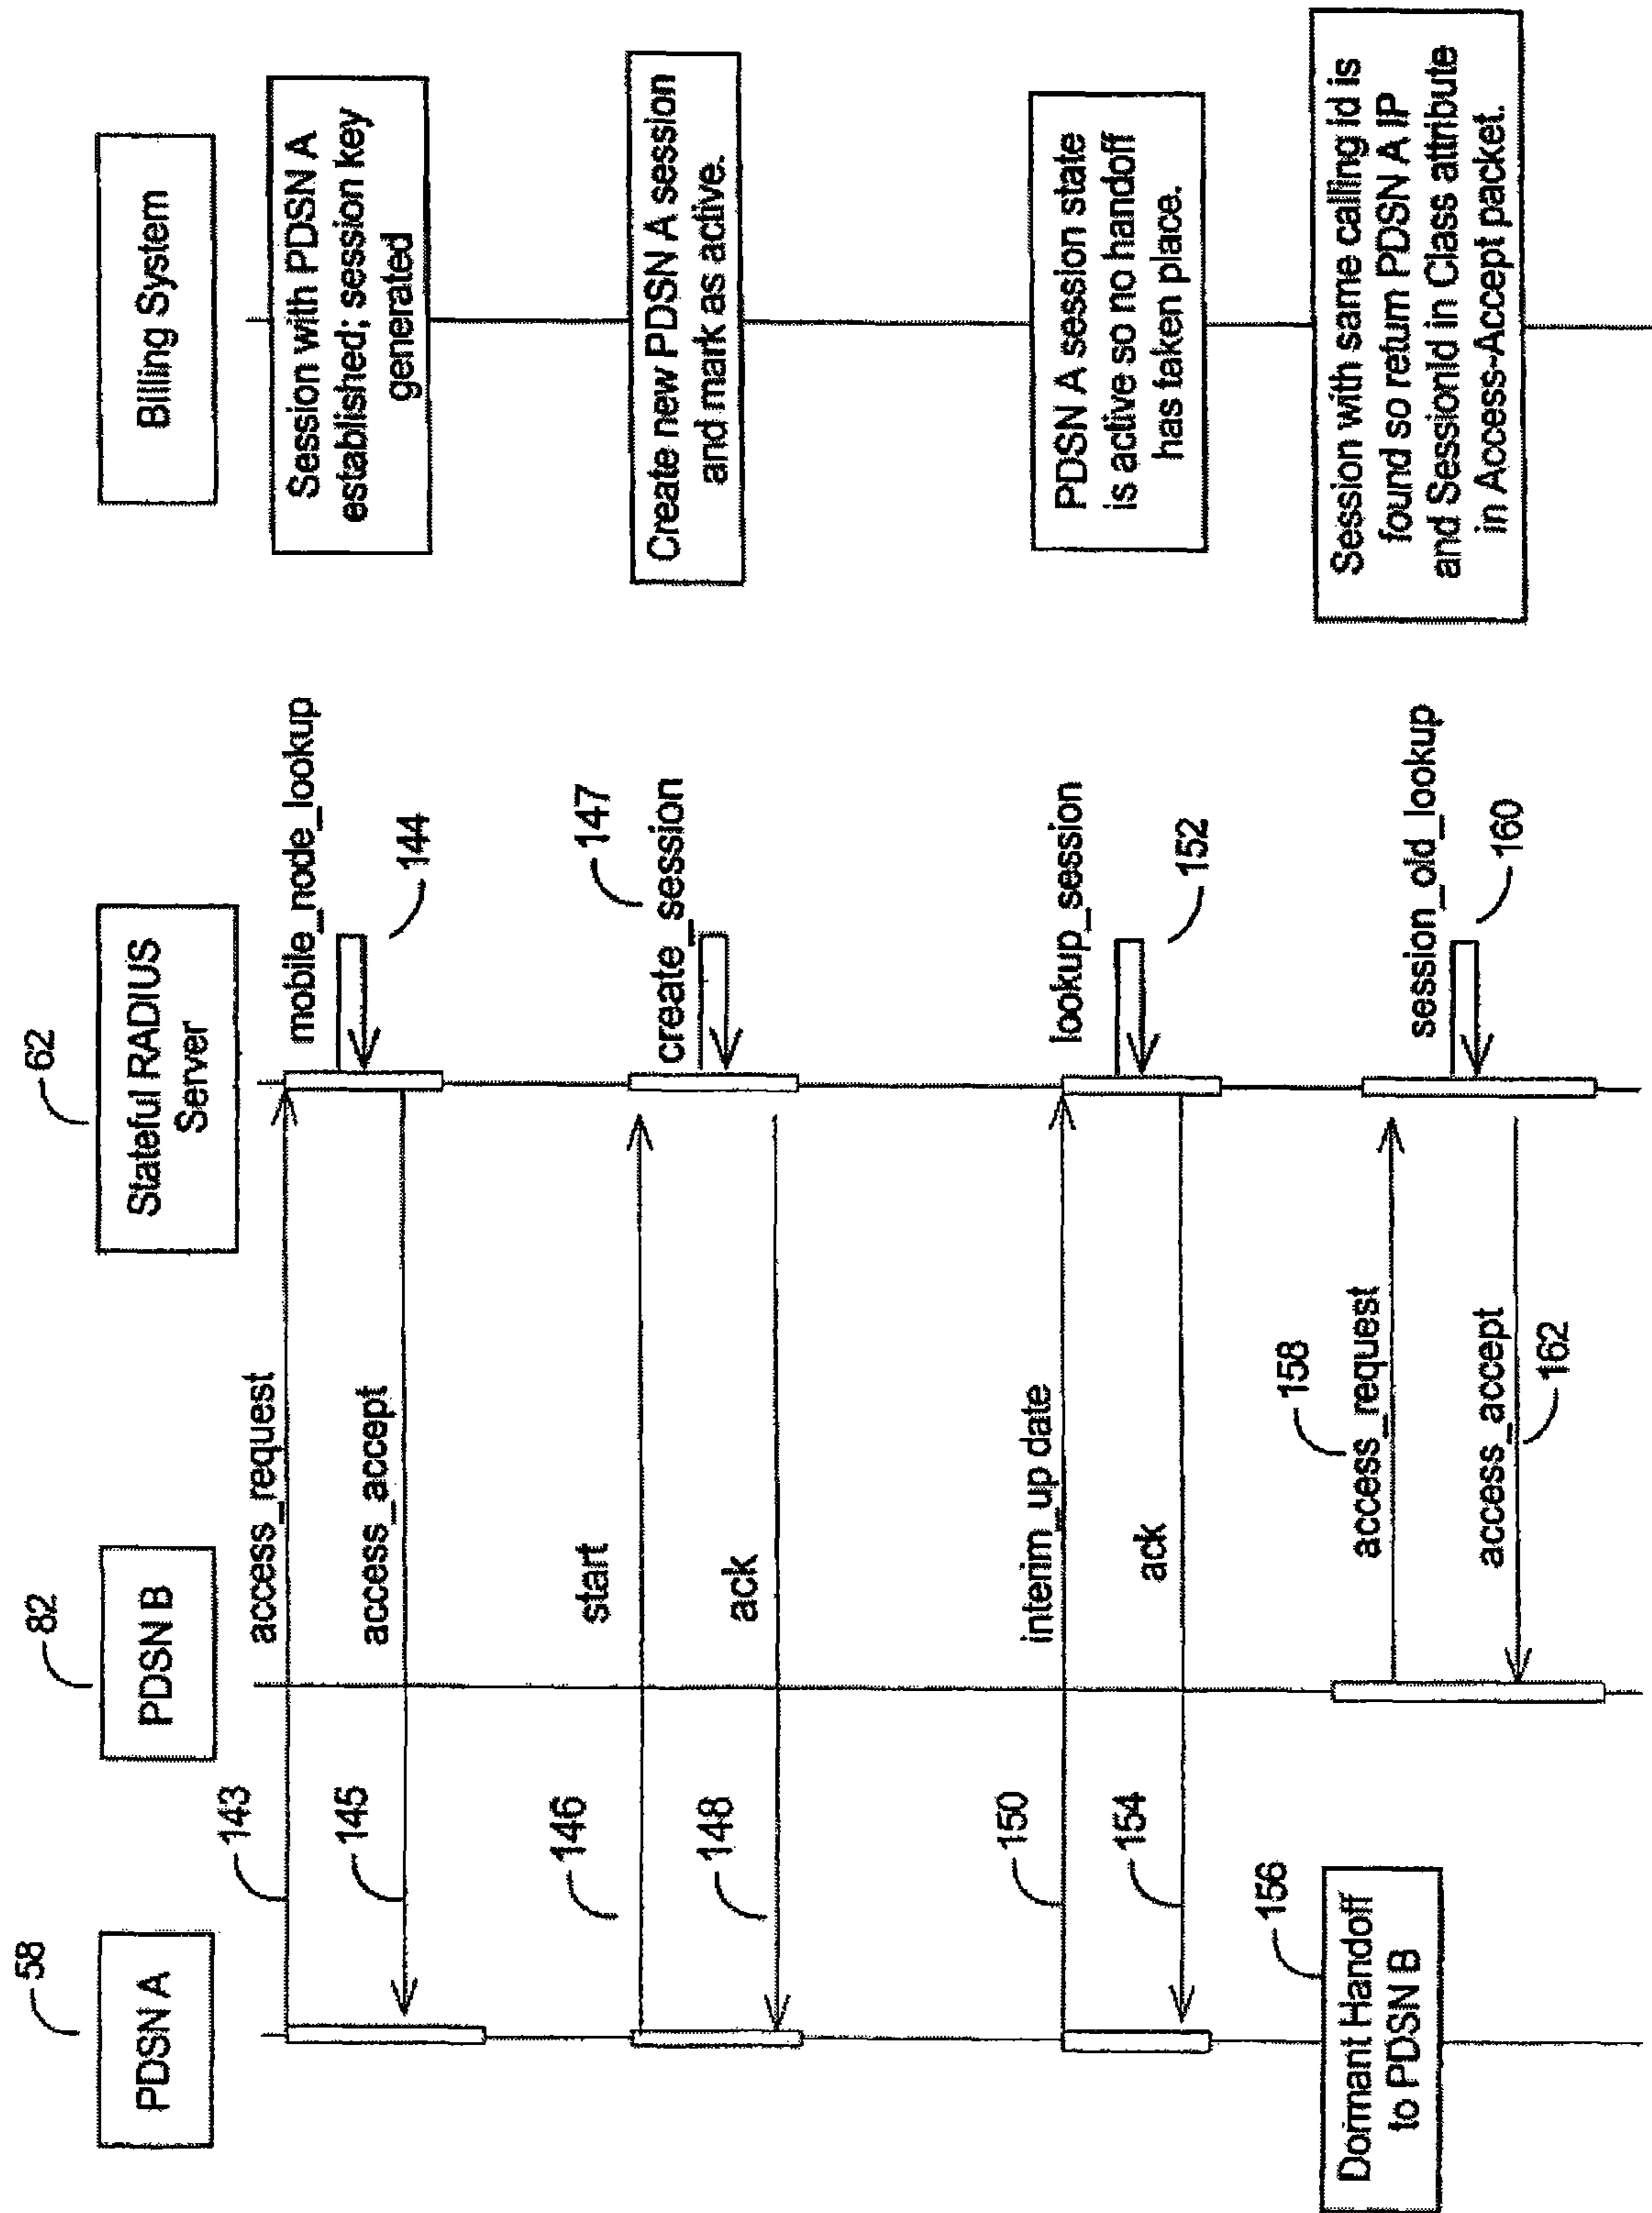 58
PDSN A
82
PDSN B
62
Stateful RADIUS
Server
Billing System
143
access_request
mobile_node_lookup
144
Session with PDSN A
established; session key
generated
145
access_accept
146
start
147
create_session
Create new PDSN A session
and mark as active.
148
ack
150
interim_up date
lookup_session
152
PDSN A session state
is active so no handoff
has taken place.
154
ack
156
Dormant Handoff
to PDSN B
158
access_request
session_old_lookup
160
Session with same calling id is
found so return PDSN A IP
and SessionId in Class attribute
in Access-Accept packet.
access_accept
162